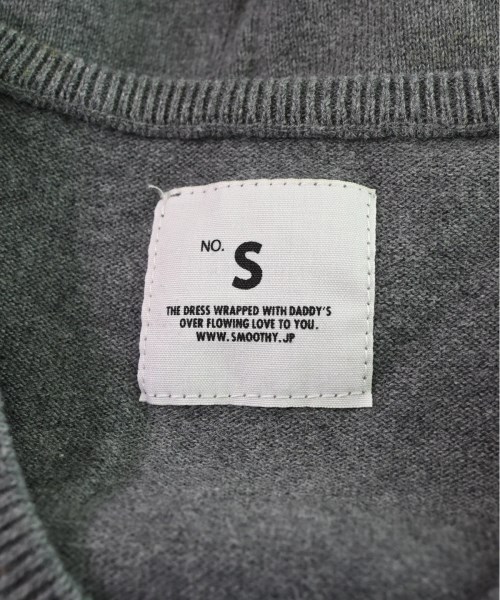 NO. S
THE DRESS WRAPPED WITH DADDY'S
OVER FLOWING LOVE TO YOU.
WWW.SMOOTHY.JP